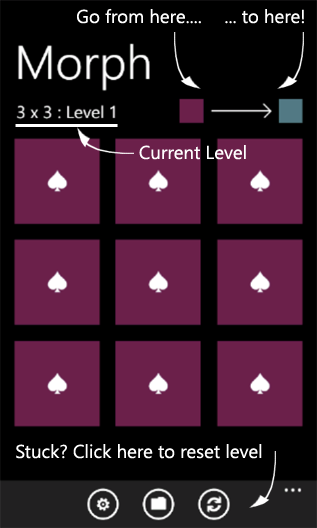 Go from here.... ... to here!
Morph
3 x 3 : Level 1
Current Level
Stuck? Click here to reset level